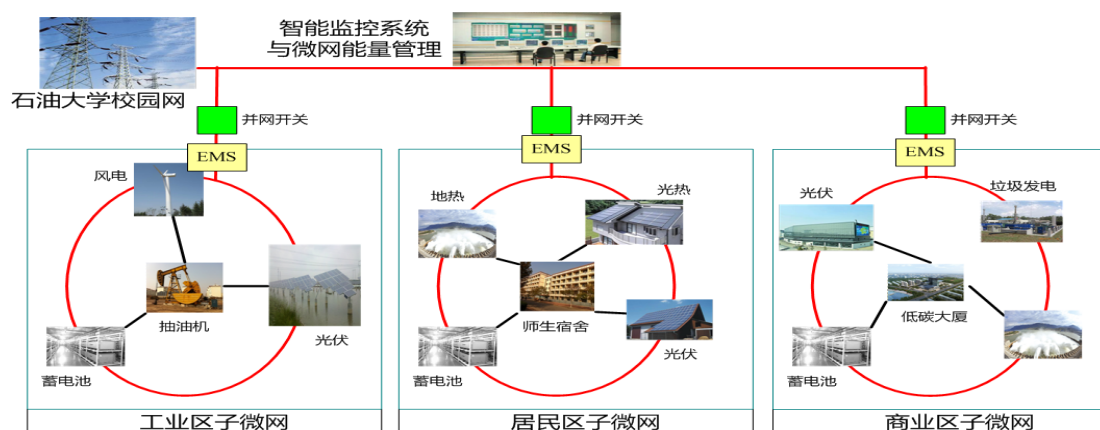 智能监控系统
与微网能量管理
石油大学校园网
并网开关
并网开关
并网开关
EMS
EMS
EMS
风电
抽油机
光伏
蓄电池
地热
光热
师生宿舍
光伏
蓄电池
光伏
垃圾发电
低碳大厦
蓄电池
工业区子微网
居民区子微网
商业区子微网